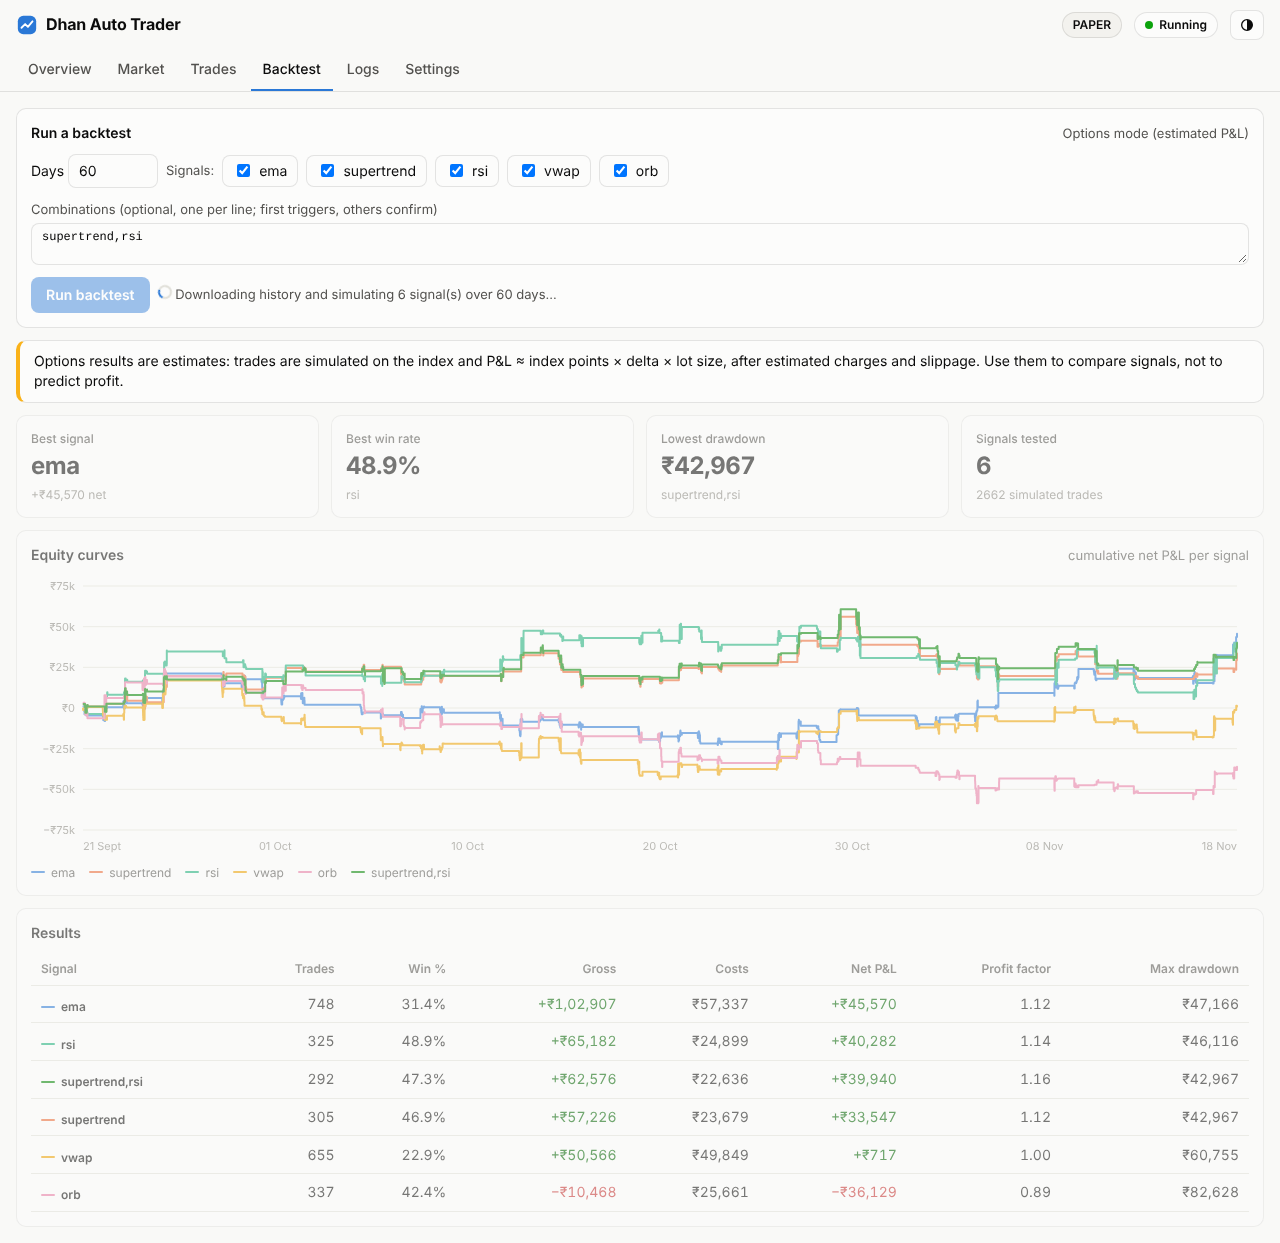 Dhan Auto Trader
PAPER
Running
Overview Market Trades Backtest Logs Settings
Run a backtest
Options mode (estimated P&L)
Days 60 Signals: ema supertrend rsi vwap orb
Combinations (optional, one per line; first triggers, others confirm)
supertrend,rsi
Run backtest Downloading history and simulating 6 signal(s) over 60 days…
Options results are estimates: trades are simulated on the index and P&L ≈ index points × delta × lot size, after estimated charges and slippage. Use them to compare signals, not to
predict profit.
Best signal
ema
+₹45,570 net
Best win rate
48.9%
rsi
Lowest drawdown
₹42,967
supertrend,rsi
Signals tested
6
2662 simulated trades
Equity curves
cumulative net P&L per signal
₹75k
₹50k
₹25k
₹0
−₹25k
−₹50k
−₹75k
21 Sept 01 Oct 10 Oct 20 Oct 30 Oct 08 Nov 18 Nov
ema supertrend rsi vwap orb supertrend,rsi
Results
Signal Trades Win % Gross Costs Net P&L Profit factor Max drawdown
ema 748 31.4% +₹1,02,907 ₹57,337 +₹45,570 1.12 ₹47,166
rsi 325 48.9% +₹65,182 ₹24,899 +₹40,282 1.14 ₹46,116
supertrend,rsi 292 47.3% +₹62,576 ₹22,636 +₹39,940 1.16 ₹42,967
supertrend 305 46.9% +₹57,226 ₹23,679 +₹33,547 1.12 ₹42,967
vwap 655 22.9% +₹50,566 ₹49,849 +₹717 1.00 ₹60,755
orb 337 42.4% −₹10,468 ₹25,661 −₹36,129 0.89 ₹82,628